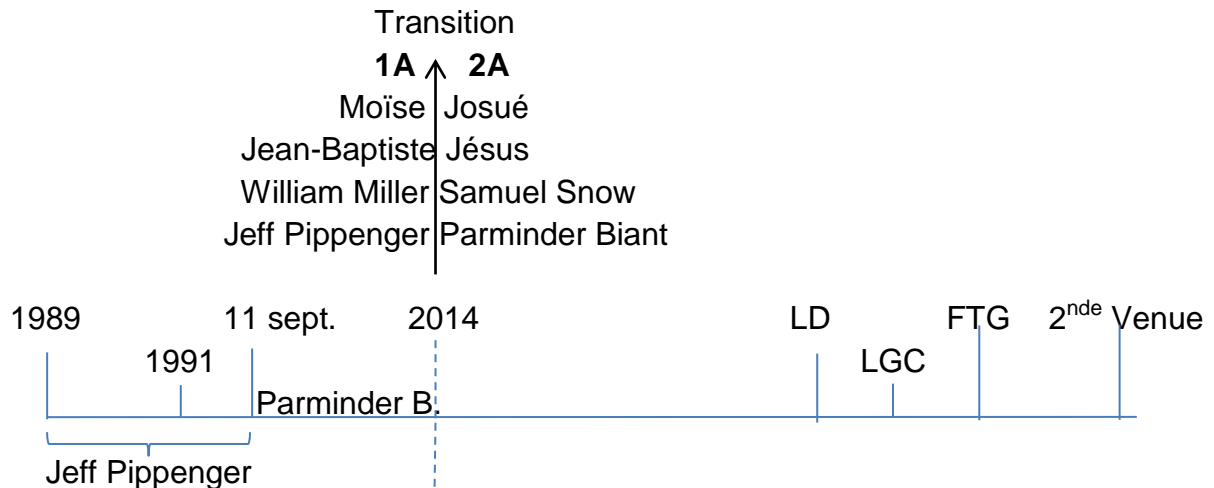 Transition
1A 2A
Moïse Josué
Jean-Baptiste Jésus
William Miller Samuel Snow
Jeff Pippenger Parminder Biant
1989 11 sept. 2014 LD FTG 2nde Venue
1991 LGC
Parminder B.
Jeff Pippenger